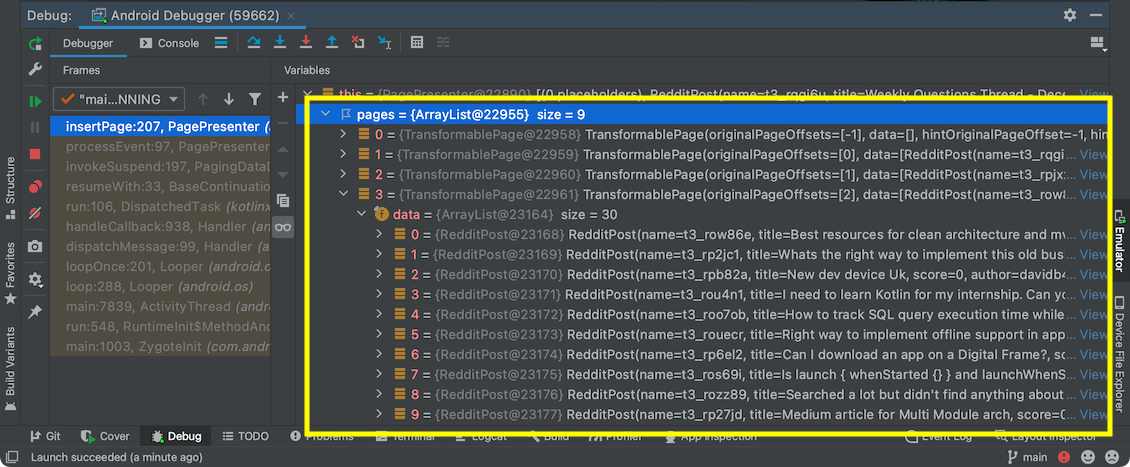 Debug: Android Debugger (59662)
Debugger Console
Frames
Variables
"mai...NNING
insertPage:207, PagePresenter (a
processEvent:97, PagePresenter
invokeSuspend:197, PagingDataD
resumeWith:33, BaseContinuation
run:106, DispatchedTask (kotlinx
handleCallback:938, Handler (an
dispatchMessage:99, Handler (a
loopOnce:201, Looper (android.o
loop:288, Looper (android.os)
main:7839, ActivityThread (andr
run:548, RuntimeInit$MethodAnd
main:1003, ZygoteInit (com.andr
this = {PagePresenter@22890} [(0 placeholders), RedditPost(name=t3_rqgi6u, title=Weekly Questions Thread - Dece
pages = {ArrayList@22955} size = 9
0 = {TransformablePage@22958} TransformablePage(originalPageOffsets=[-1], data=[], hintOriginalPageOffset=-1, hin
1 = {TransformablePage@22959} TransformablePage(originalPageOffsets=[0], data=[RedditPost(name=t3_rqgi... View
2 = {TransformablePage@22960} TransformablePage(originalPageOffsets=[1], data=[RedditPost(name=t3_rpjx... View
3 = {TransformablePage@22961} TransformablePage(originalPageOffsets=[2], data=[RedditPost(name=t3_row8... View
data = {ArrayList@23164} size = 30
0 = {RedditPost@23168} RedditPost(name=t3_row86e, title=Best resources for clean architecture and mv... View
1 = {RedditPost@23169} RedditPost(name=t3_rp2jc1, title=Whats the right way to implement this old bus... View
2 = {RedditPost@23170} RedditPost(name=t3_rpb82a, title=New dev device Uk, score=0, author=davidb4... View
3 = {RedditPost@23171} RedditPost(name=t3_rou4n1, title=I need to learn Kotlin for my internship. Can yo... View
4 = {RedditPost@23172} RedditPost(name=t3_roo7ob, title=How to track SQL query execution time while... View
5 = {RedditPost@23173} RedditPost(name=t3_rouecr, title=Right way to implement offline support in app... View
6 = {RedditPost@23174} RedditPost(name=t3_rp6el2, title=Can I download an app on a Digital Frame?, sc... View
7 = {RedditPost@23175} RedditPost(name=t3_ros69i, title=Is launch { whenStarted {} } and launchWhenS... View
8 = {RedditPost@23176} RedditPost(name=t3_rozz89, title=Searched a lot but didn't find anything about... View
9 = {RedditPost@23177} RedditPost(name=t3_rp27jd, title=Medium article for Multi Module arch, score=0... View
Structure
Favorites
Build Variants
Emulator
Device File Explorer
Git Cover Debug TODO Problems Terminal Logcat Build Profiler App Inspection Event Log Layout Inspector
Launch succeeded (a minute ago) main